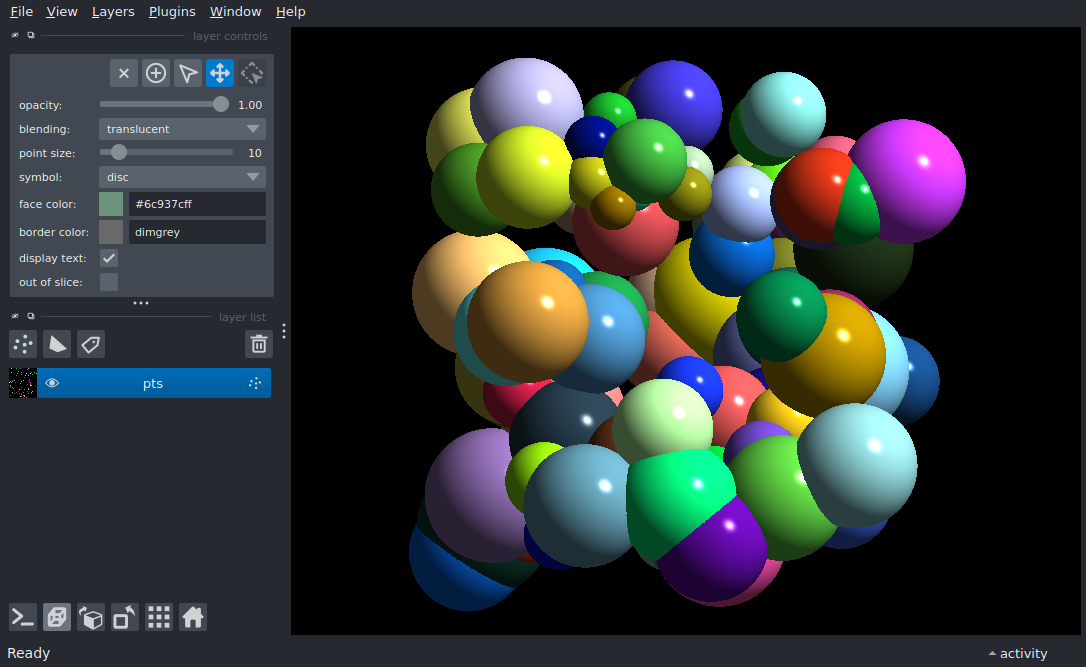 File View Layers Plugins Window Help
layer controls
opacity: 1.00
blending: translucent
point size: 10
symbol: disc
face color: #6c937cff
border color: dimgrey
display text:
out of slice:
layer list
pts
Ready
activity